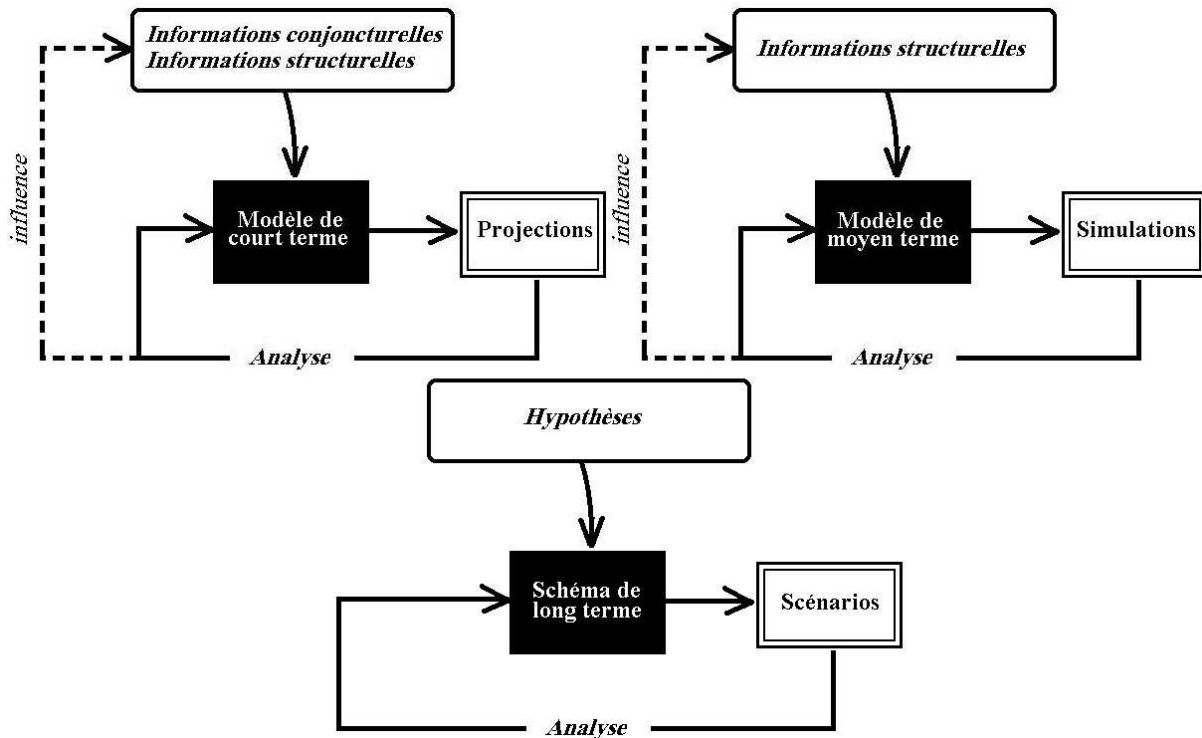 Informations conjoncturelles
Informations structurelles
influence
Modèle de
court terme
Projections
Analyse
Informations structurelles
influence
Modèle de
moyen terme
Simulations
Analyse
Hypothèses
Schéma de
long terme
Scénarios
Analyse